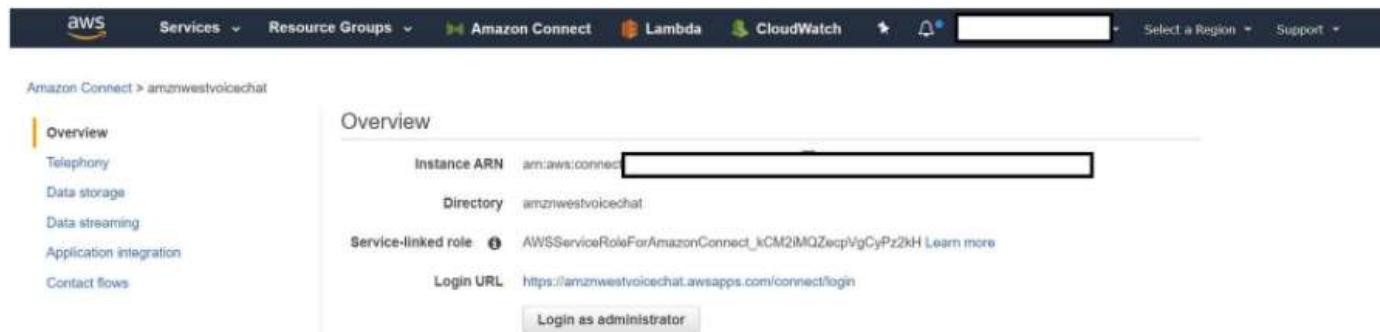 aws Services Resource Groups Amazon Connect Lambda CloudWatch Select a Region Support
Amazon Connect > amznwestvoicechat
Overview
Telephony
Data storage
Data streaming
Application integration
Contact flows
Overview
Instance ARN arn:aws:connect
Directory amznwestvoicechat
Service-linked role AWSServiceRoleForAmazonConnect_kCM2iMQZecpVgCyPz2kH Learn more
Login URL https://amznwestvoicechat.awsapps.com/connect/login
Login as administrator